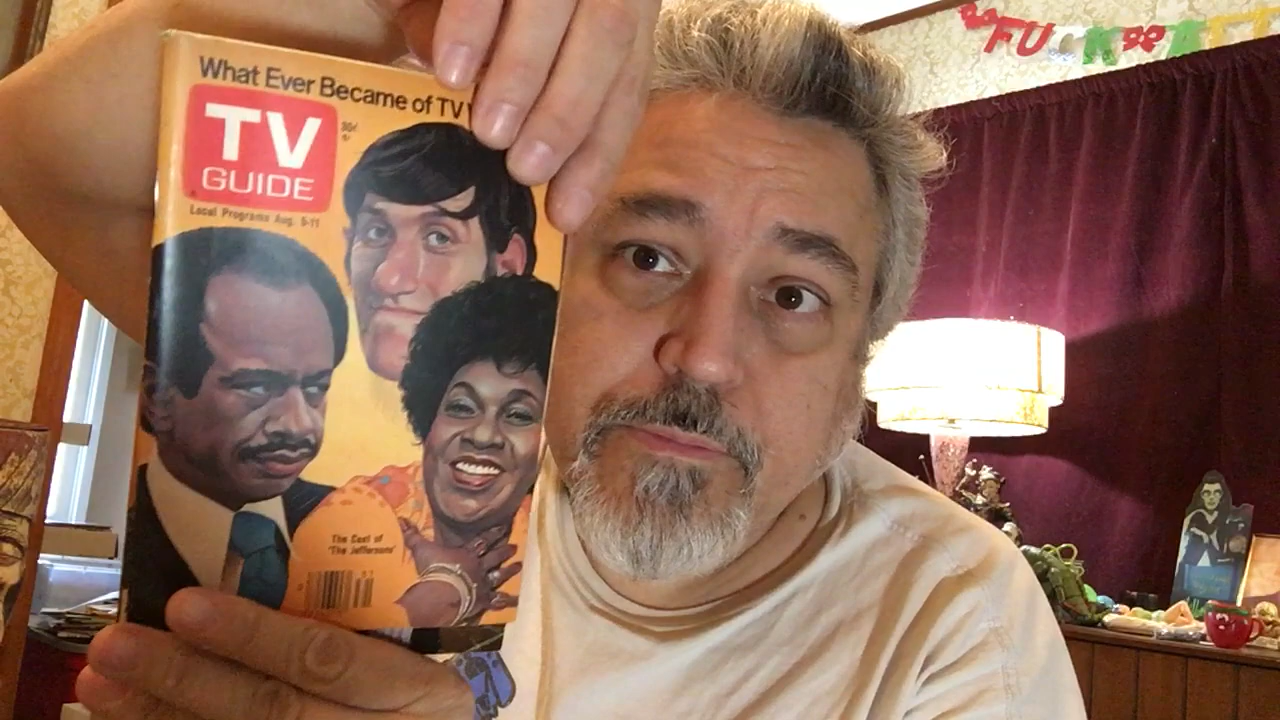 What Ever Became of TV
TV
GUIDE
30¢
Local Programs Aug. 5-11
The Cast of
'The Jeffersons'
FUCK